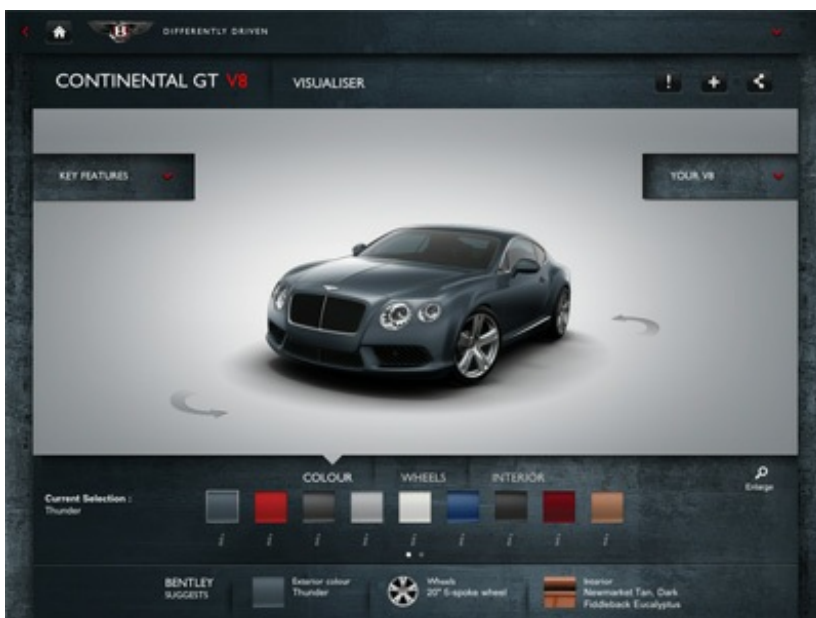 B
DIFFERENTLY DRIVEN
CONTINENTAL GT V8
VISUALISER
!
+
KEY FEATURES
YOUR V8
COLOUR
WHEELS
INTERIOR
Enlarge
Current Selection :
Thunder
i i i i i i i i i
BENTLEY
SUGGESTS
Exterior colour
Thunder
Wheels
20" 5-spoke wheel
Interior
Newmarket Tan, Dark
Fiddleback Eucalyptus